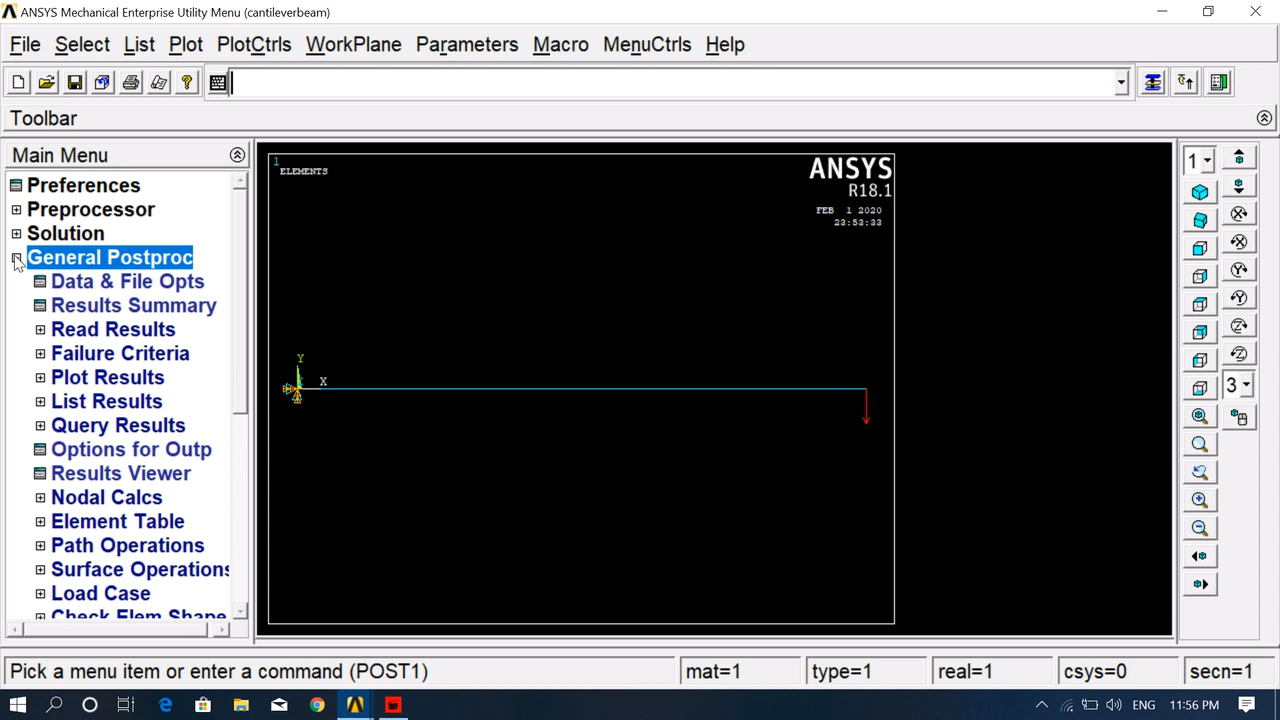 ANSYS Mechanical Enterprise Utility Menu (cantileverbeam)
File Select List Plot PlotCtrls WorkPlane Parameters Macro MenuCtrls Help
Toolbar
Main Menu
Preferences
Preprocessor
Solution
General Postproc
Data & File Opts
Results Summary
Read Results
Failure Criteria
Plot Results
List Results
Query Results
Options for Outp
Results Viewer
Nodal Calcs
Element Table
Path Operations
Surface Operations
Load Case
Check Elem Shape
1
ELEMENTS
ANSYS
R18.1
FEB 1 2020
23:53:33
Y
X
1
3
Pick a menu item or enter a command (POST1)
mat=1
type=1
real=1
csys=0
secn=1
ENG
11:56 PM